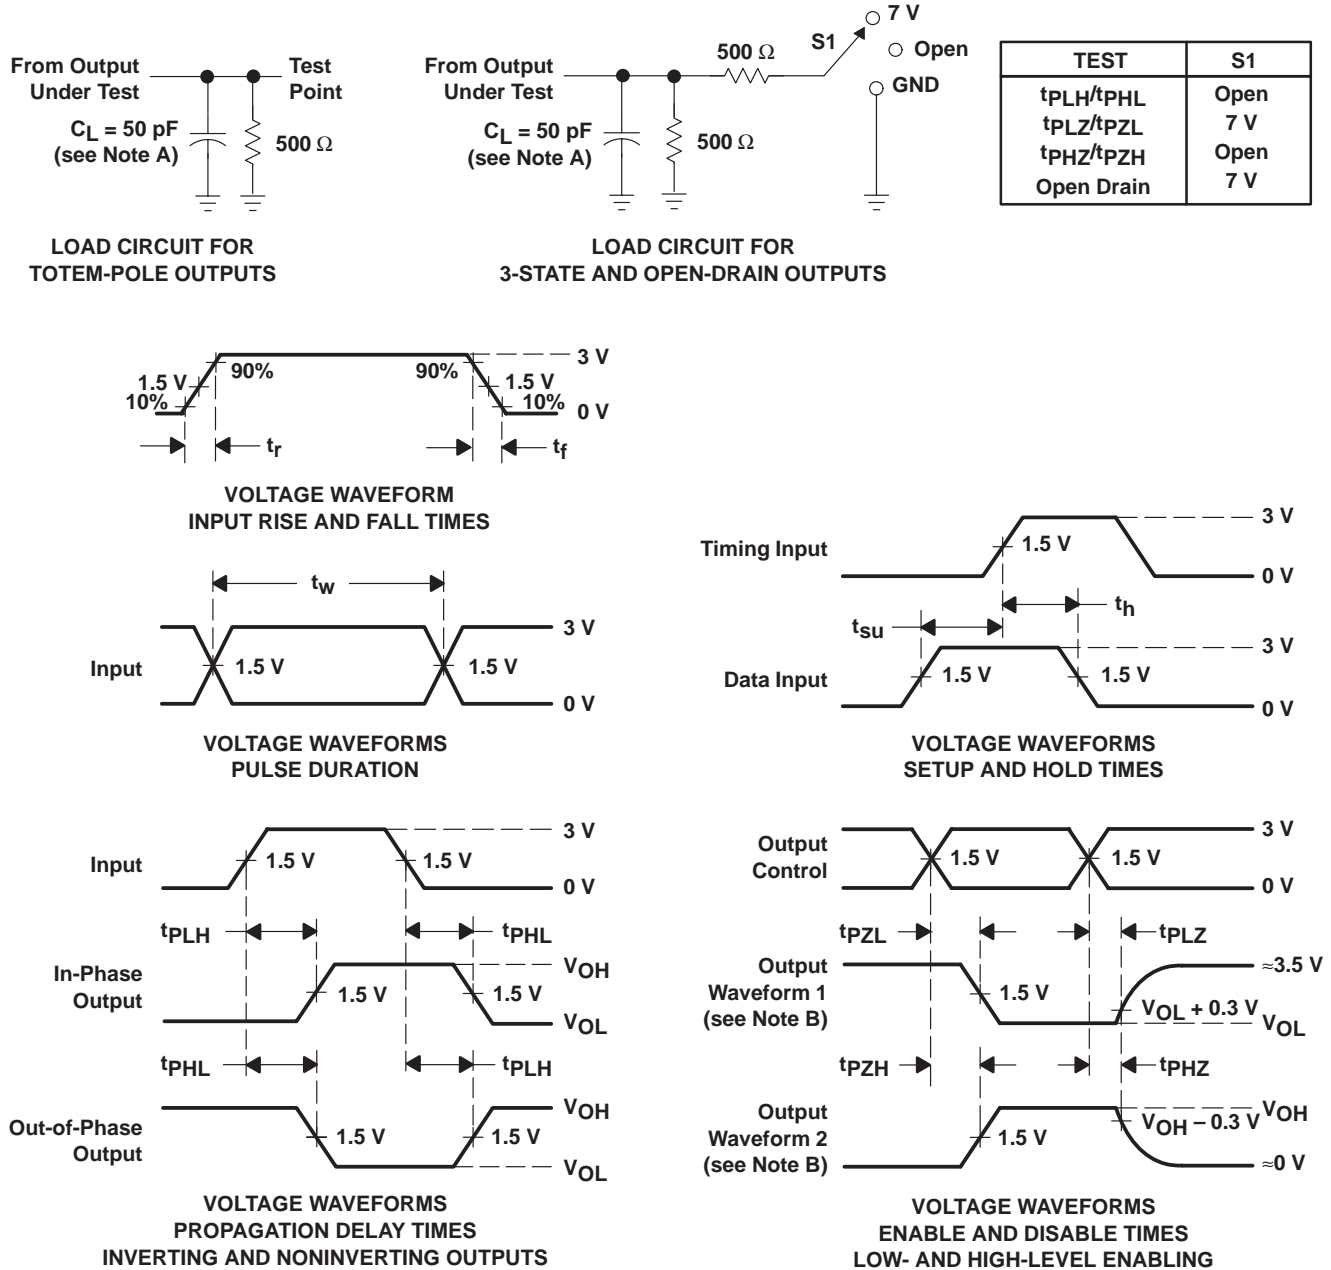 From Output
Under Test
Test
Point
CL = 50 pF
(see Note A)
500 Ω
LOAD CIRCUIT FOR
TOTEM-POLE OUTPUTS
From Output
Under Test
CL = 50 pF
(see Note A)
500 Ω
500 Ω
S1
7 V
Open
GND
LOAD CIRCUIT FOR
3-STATE AND OPEN-DRAIN OUTPUTS
TEST S1
tPLH/tPHL Open
tPLZ/tPZL 7 V
tPHZ/tPZH Open
Open Drain 7 V
3 V
90% 90%
1.5 V 1.5 V
10% 10%
0 V
tr tf
VOLTAGE WAVEFORM
INPUT RISE AND FALL TIMES
tw
3 V
Input 1.5 V 1.5 V
0 V
VOLTAGE WAVEFORMS
PULSE DURATION
3 V
Timing Input 1.5 V
0 V
th
tsu
3 V
Data Input 1.5 V 1.5 V
0 V
VOLTAGE WAVEFORMS
SETUP AND HOLD TIMES
3 V
Input 1.5 V 1.5 V
0 V
tPLH tPHL
VOH
In-Phase
Output
1.5 V 1.5 V
VOL
tPHL tPLH
VOH
Out-of-Phase
Output
1.5 V 1.5 V
VOL
VOLTAGE WAVEFORMS
PROPAGATION DELAY TIMES
INVERTING AND NONINVERTING OUTPUTS
3 V
Output
Control
1.5 V 1.5 V
0 V
tPZL tPLZ
Output
Waveform 1
(see Note B)
≈3.5 V
1.5 V
VOL + 0.3 V
VOL
tPZH tPHZ
Output
Waveform 2
(see Note B)
VOH
1.5 V
VOH – 0.3 V
≈0 V
VOLTAGE WAVEFORMS
ENABLE AND DISABLE TIMES
LOW- AND HIGH-LEVEL ENABLING